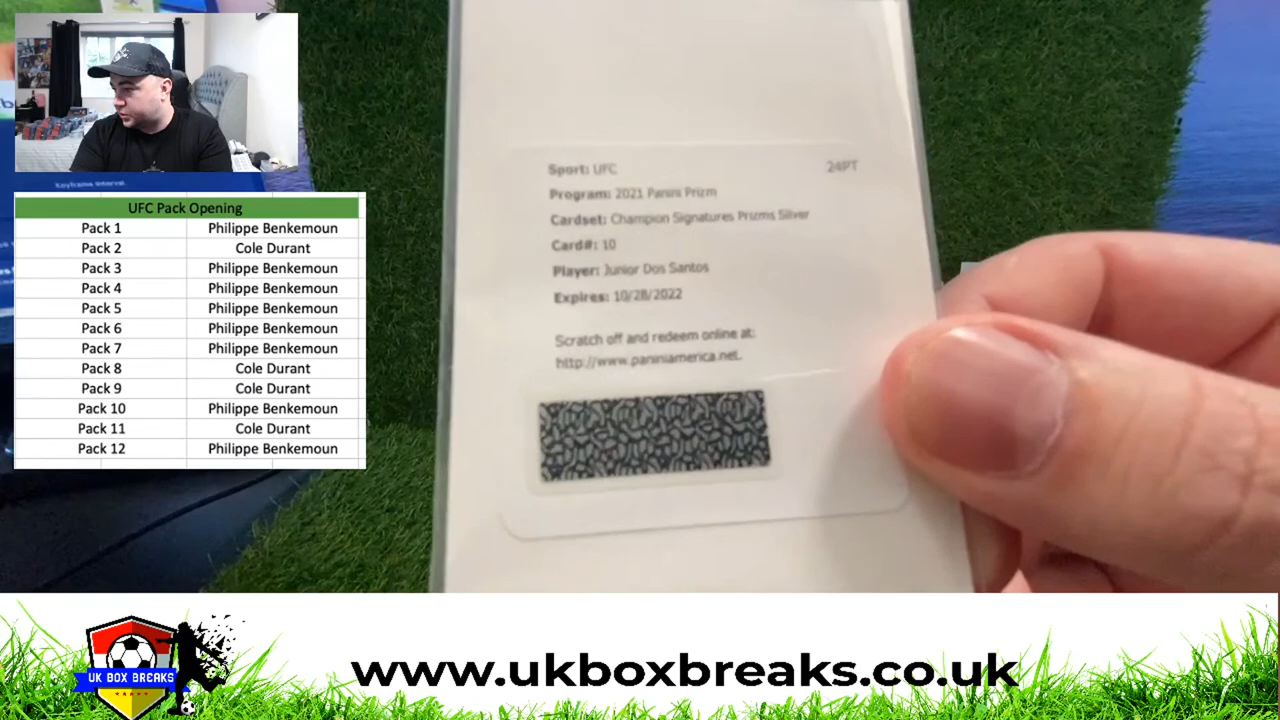 Keyframe Interval
UFC Pack Opening
Pack 1 Philippe Benkemoun
Pack 2 Cole Durant
Pack 3 Philippe Benkemoun
Pack 4 Philippe Benkemoun
Pack 5 Philippe Benkemoun
Pack 6 Philippe Benkemoun
Pack 7 Philippe Benkemoun
Pack 8 Cole Durant
Pack 9 Cole Durant
Pack 10 Philippe Benkemoun
Pack 11 Cole Durant
Pack 12 Philippe Benkemoun
Sport: UFC 24PT
Program: 2021 Panini Prizm
Cardset: Champion Signatures Prizms Silver
Card#: 10
Player: Junior Dos Santos
Expires: 10/28/2022
Scratch off and redeem online at:
http://www.paniniamerica.net.
UK BOX BREAKS
www.ukboxbreaks.co.uk